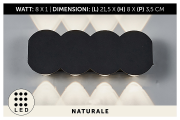 WATT: 8 X 1 | DIMENSIONI: (L) 21,5 X (H) 8 X (P) 3,5 CM
LED
NATURALE